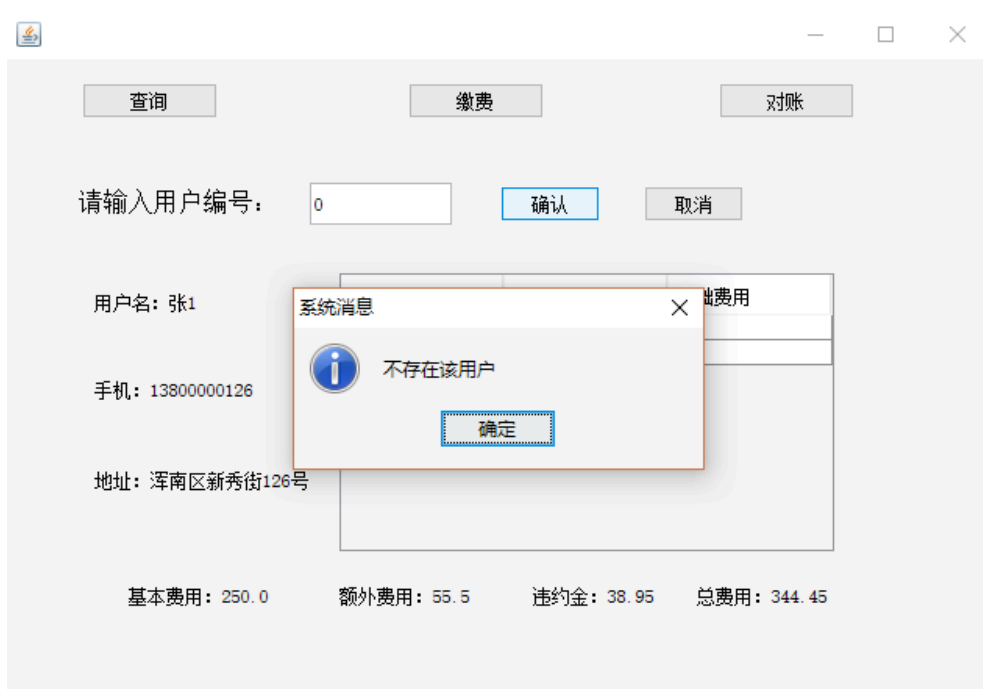 查询 缴费 对账
请输入用户编号： 0 确认 取消
用户名：张1
费用
系统消息
不存在该用户
确定
手机：13800000126
地址：浑南区新秀街126号
基本费用：250.0 额外费用：55.5 违约金：38.95 总费用：344.45